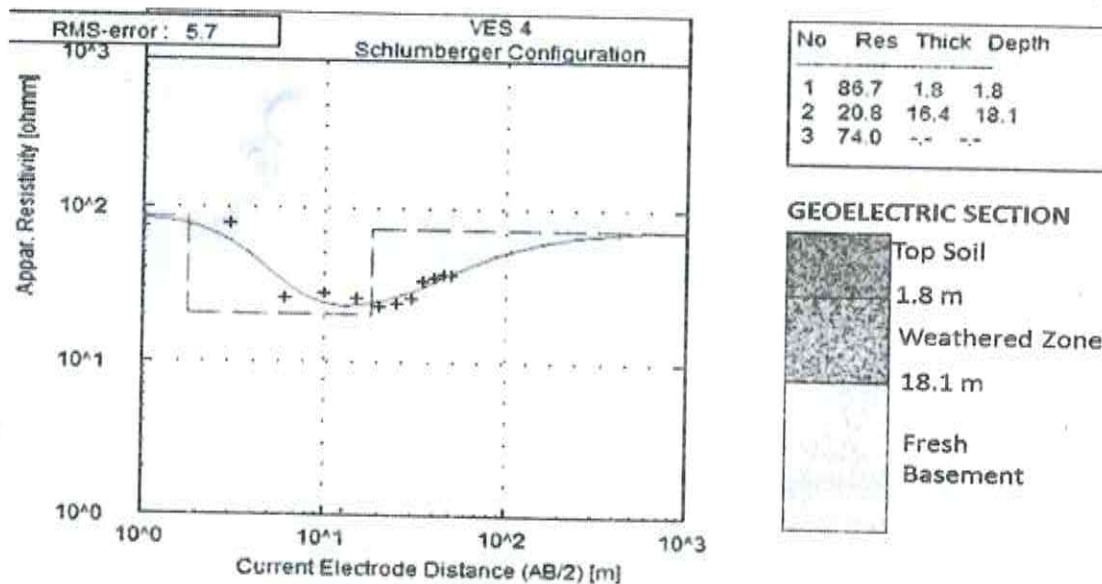 RMS-error : 5.7
VES 4
Schlumberger Configuration
10^3
10^2
10^1
10^0
Appar. Resistivity [ohmm]
10^0 10^1 10^2 10^3
Current Electrode Distance (AB/2) [m]
No Res Thick Depth
1 86.7 1.8 1.8
2 20.8 16.4 18.1
3 74.0 -.- -.-
GEOELECTRIC SECTION
Top Soil
1.8 m
Weathered Zone
18.1 m
Fresh
Basement